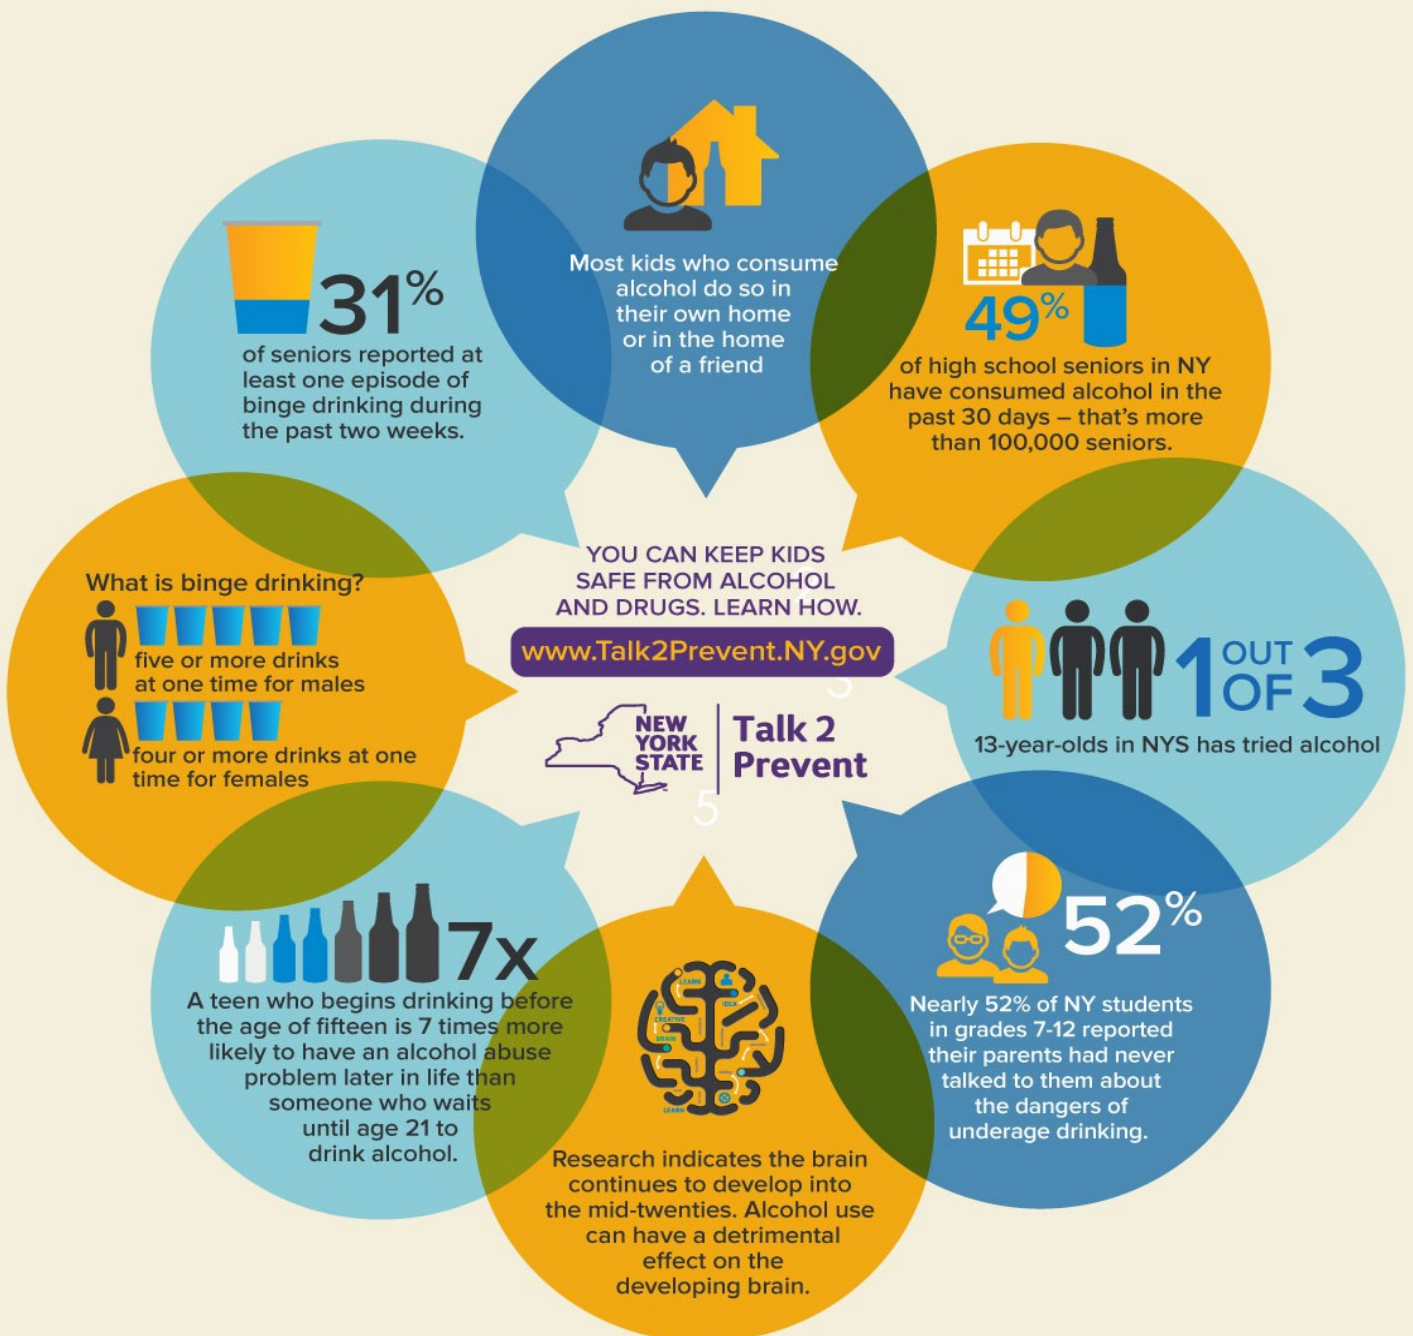 Most kids who consume
alcohol do so in
their own home
or in the home
of a friend
49%
of high school seniors in NY
have consumed alcohol in the
past 30 days – that's more
than 100,000 seniors.
1 OUT OF 3
13-year-olds in NYS has tried alcohol
52%
Nearly 52% of NY students
in grades 7-12 reported
their parents had never
talked to them about
the dangers of
underage drinking.
LEARN
IDEA
CREATIVE
BRAIN
LEARN
Research indicates the brain
continues to develop into
the mid-twenties. Alcohol use
can have a detrimental
effect on the
developing brain.
7x
A teen who begins drinking before
the age of fifteen is 7 times more
likely to have an alcohol abuse
problem later in life than
someone who waits
until age 21 to
drink alcohol.
What is binge drinking?
five or more drinks
at one time for males
four or more drinks at one
time for females
31%
of seniors reported at
least one episode of
binge drinking during
the past two weeks.
YOU CAN KEEP KIDS
SAFE FROM ALCOHOL
AND DRUGS. LEARN HOW.
www.Talk2Prevent.NY.gov
NEW
YORK
STATE
Talk 2
Prevent
5